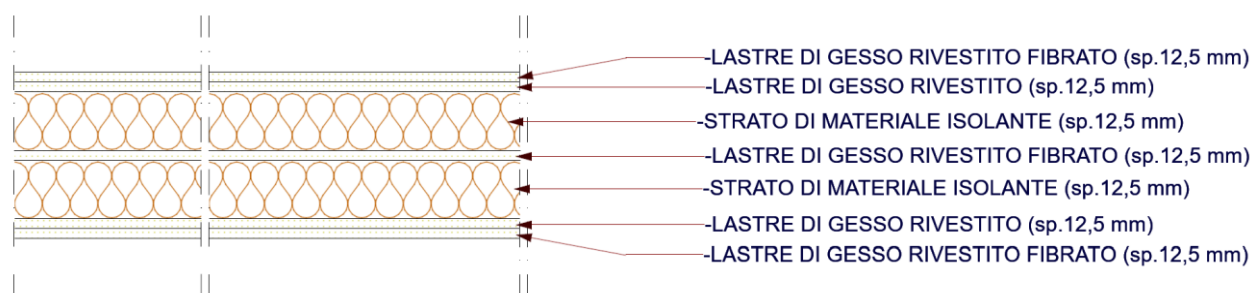 -LASTRE DI GESSO RIVESTITO FIBRATO (sp.12,5 mm)
-LASTRE DI GESSO RIVESTITO (sp.12,5 mm)
-STRATO DI MATERIALE ISOLANTE (sp.12,5 mm)
-LASTRE DI GESSO RIVESTITO FIBRATO (sp.12,5 mm)
-STRATO DI MATERIALE ISOLANTE (sp.12,5 mm)
-LASTRE DI GESSO RIVESTITO (sp.12,5 mm)
-LASTRE DI GESSO RIVESTITO FIBRATO (sp.12,5 mm)